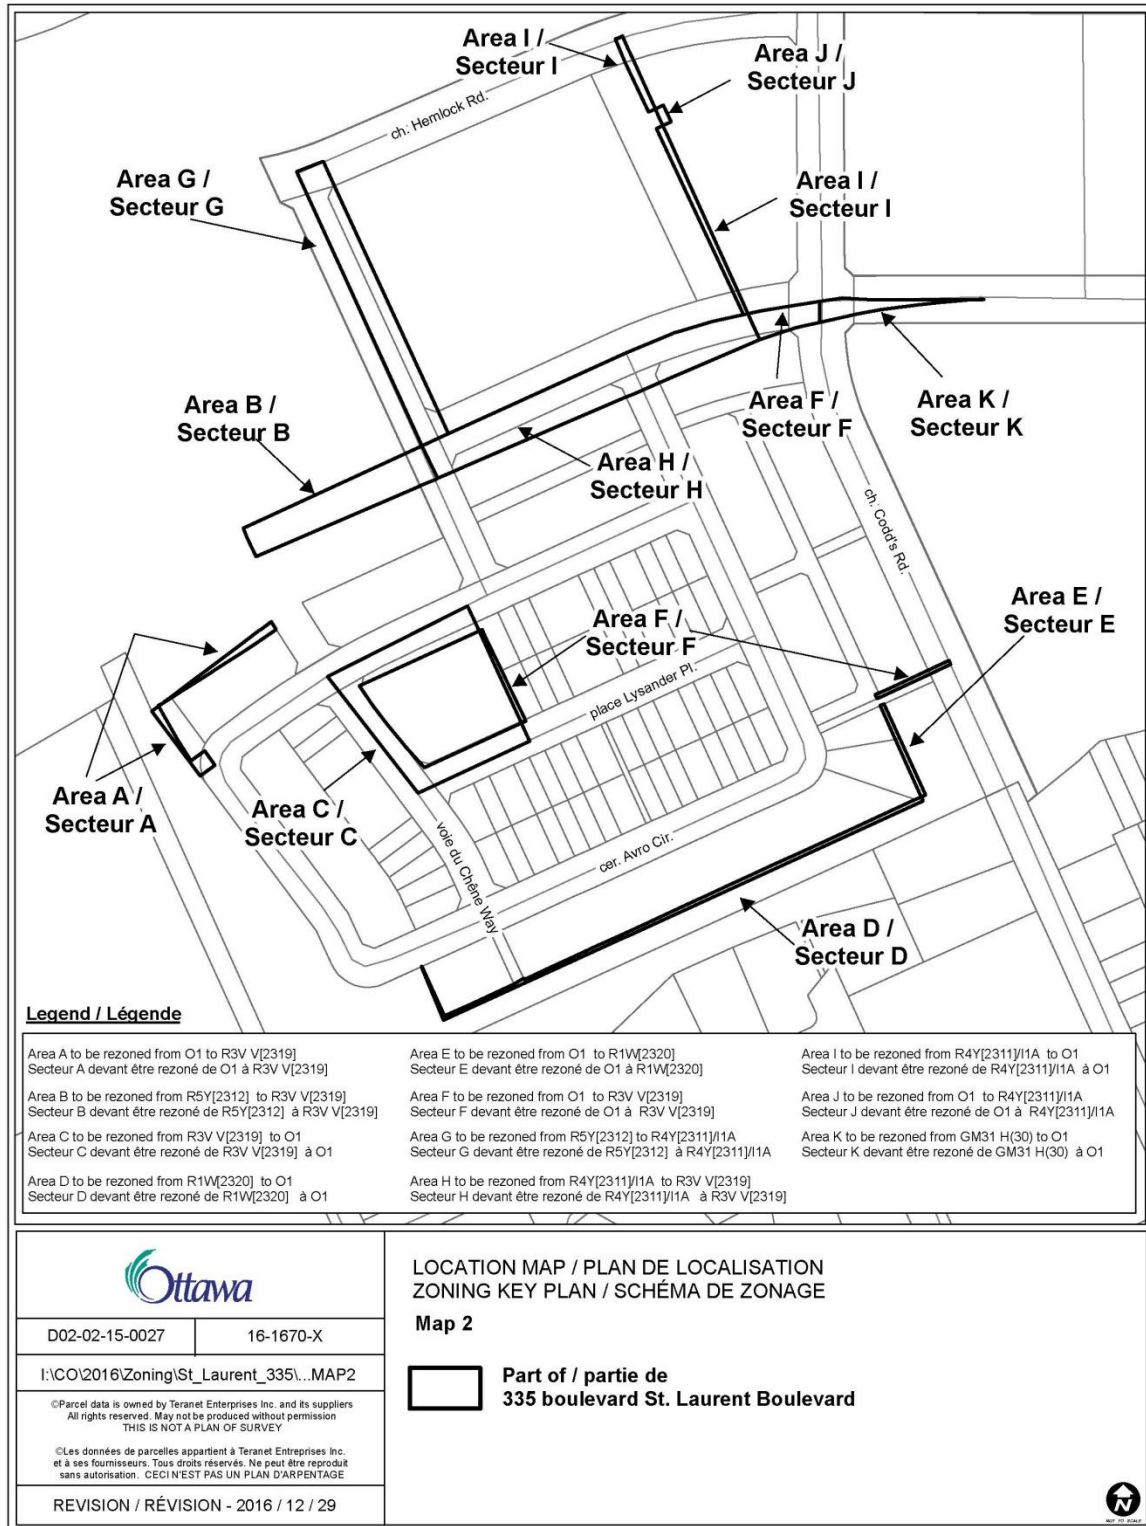 Area I /
Secteur I
Area J /
Secteur J
ch. Hemlock Rd.
Area G /
Secteur G
Area I /
Secteur I
Area B /
Secteur B
Area F /
Secteur F
Area K /
Secteur K
Area H /
Secteur H
ch. Codd's Rd.
Area E /
Secteur E
Area F /
Secteur F
place Lysander Pl.
Area A /
Secteur A
Area C /
Secteur C
voie du Chêne Way
cer. Avro Cir.
Area D /
Secteur D
Legend / Légende
Area A to be rezoned from O1 to R3V V[2319]
Secteur A devant être rezoné de O1 à R3V V[2319]
Area B to be rezoned from R5Y[2312] to R3V V[2319]
Secteur B devant être rezoné de R5Y[2312] à R3V V[2319]
Area C to be rezoned from R3V V[2319] to O1
Secteur C devant être rezoné de R3V V[2319] à O1
Area D to be rezoned from R1W[2320] to O1
Secteur D devant être rezoné de R1W[2320] à O1
Area E to be rezoned from O1 to R1W[2320]
Secteur E devant être rezoné de O1 à R1W[2320]
Area F to be rezoned from O1 to R3V V[2319]
Secteur F devant être rezoné de O1 à R3V V[2319]
Area G to be rezoned from R5Y[2312] to R4Y[2311]/I1A
Secteur G devant être rezoné de R5Y[2312] à R4Y[2311]/I1A
Area H to be rezoned from R4Y[2311]/I1A to R3V V[2319]
Secteur H devant être rezoné de R4Y[2311]/I1A à R3V V[2319]
Area I to be rezoned from R4Y[2311]/I1A to O1
Secteur I devant être rezoné de R4Y[2311]/I1A à O1
Area J to be rezoned from O1 to R4Y[2311]/I1A
Secteur J devant être rezoné de O1 à R4Y[2311]/I1A
Area K to be rezoned from GM31 H(30) to O1
Secteur K devant être rezoné de GM31 H(30) à O1
Ottawa
D02-02-15-0027
16-1670-X
I:\CO\2016\Zoning\St_Laurent_335\...MAP2
©Parcel data is owned by Teranet Enterprises Inc. and its suppliers
All rights reserved. May not be produced without permission
THIS IS NOT A PLAN OF SURVEY
©Les données de parcelles appartient à Teranet Entreprises Inc.
et à ses fournisseurs. Tous droits réservés. Ne peut être reproduit
sans autorisation. CECI N'EST PAS UN PLAN D'ARPENTAGE
REVISION / RÉVISION - 2016 / 12 / 29
LOCATION MAP / PLAN DE LOCALISATION
ZONING KEY PLAN / SCHÉMA DE ZONAGE
Map 2
Part of / partie de
335 boulevard St. Laurent Boulevard
N
NOT TO SCALE